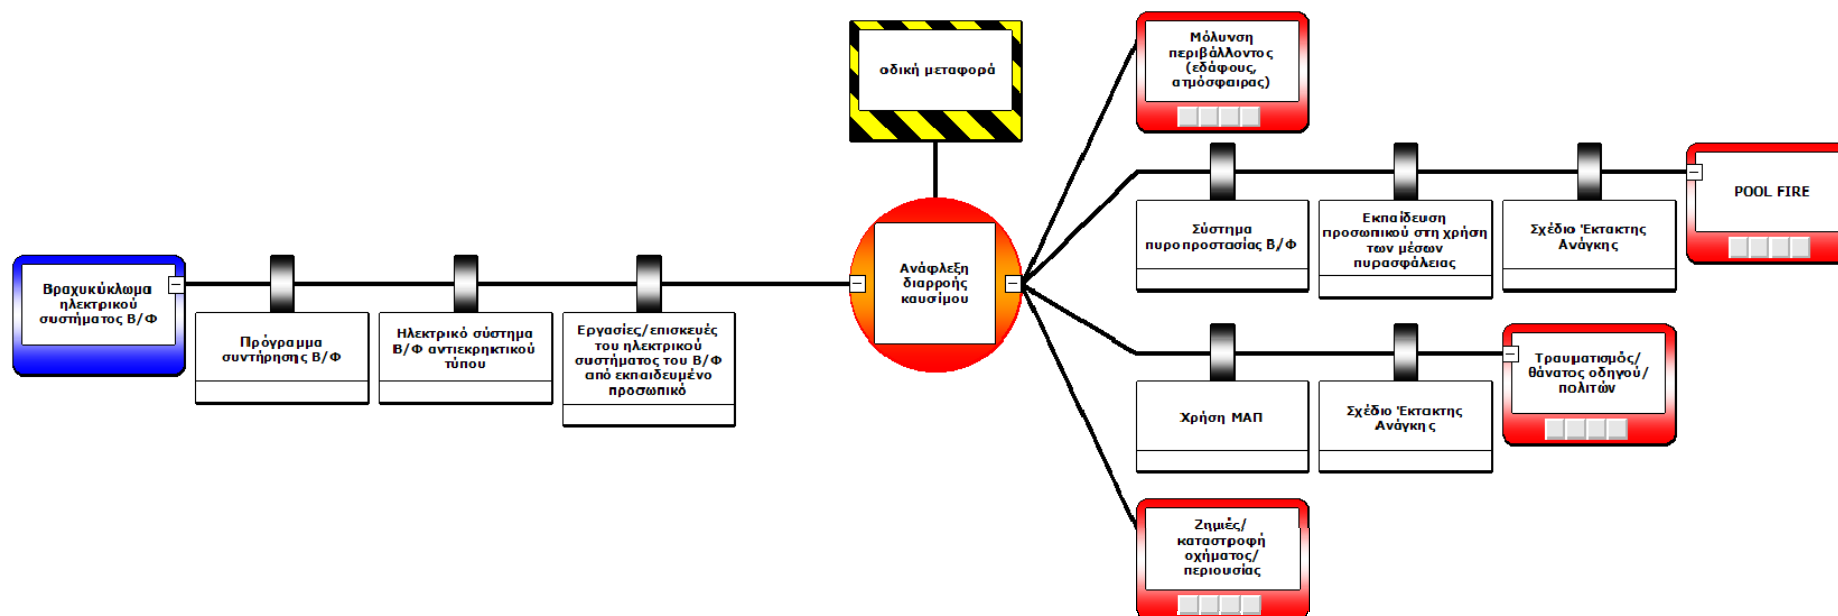 οδική μεταφορά
Μόλυνση
περιβάλλοντος
(εδάφους,
ατμόσφαιρας)
Σύστημα
πυροπροστασίας Β/Φ
Εκπαίδευση
προσωπικού στη χρήση
των μέσων
πυρασφάλειας
Σχέδιο Έκτακτης
Ανάγκης
POOL FIRE
Βραχυκύκλωμα
ηλεκτρικού
συστήματος Β/Φ
Πρόγραμμα
συντήρησης Β/Φ
Ηλεκτρικό σύστημα
Β/Φ αντιεκρηκτικού
τύπου
Εργασίες/επισκευές
του ηλεκτρικού
συστήματος του Β/Φ
από εκπαιδευμένο
προσωπικό
Ανάφλεξη
διαρροής
καυσίμου
Χρήση ΜΑΠ
Σχέδιο Έκτακτης
Ανάγκης
Τραυματισμός/
θάνατος οδηγού/
πολιτών
Ζημιές/
καταστροφή
οχήματος/
περιουσίας